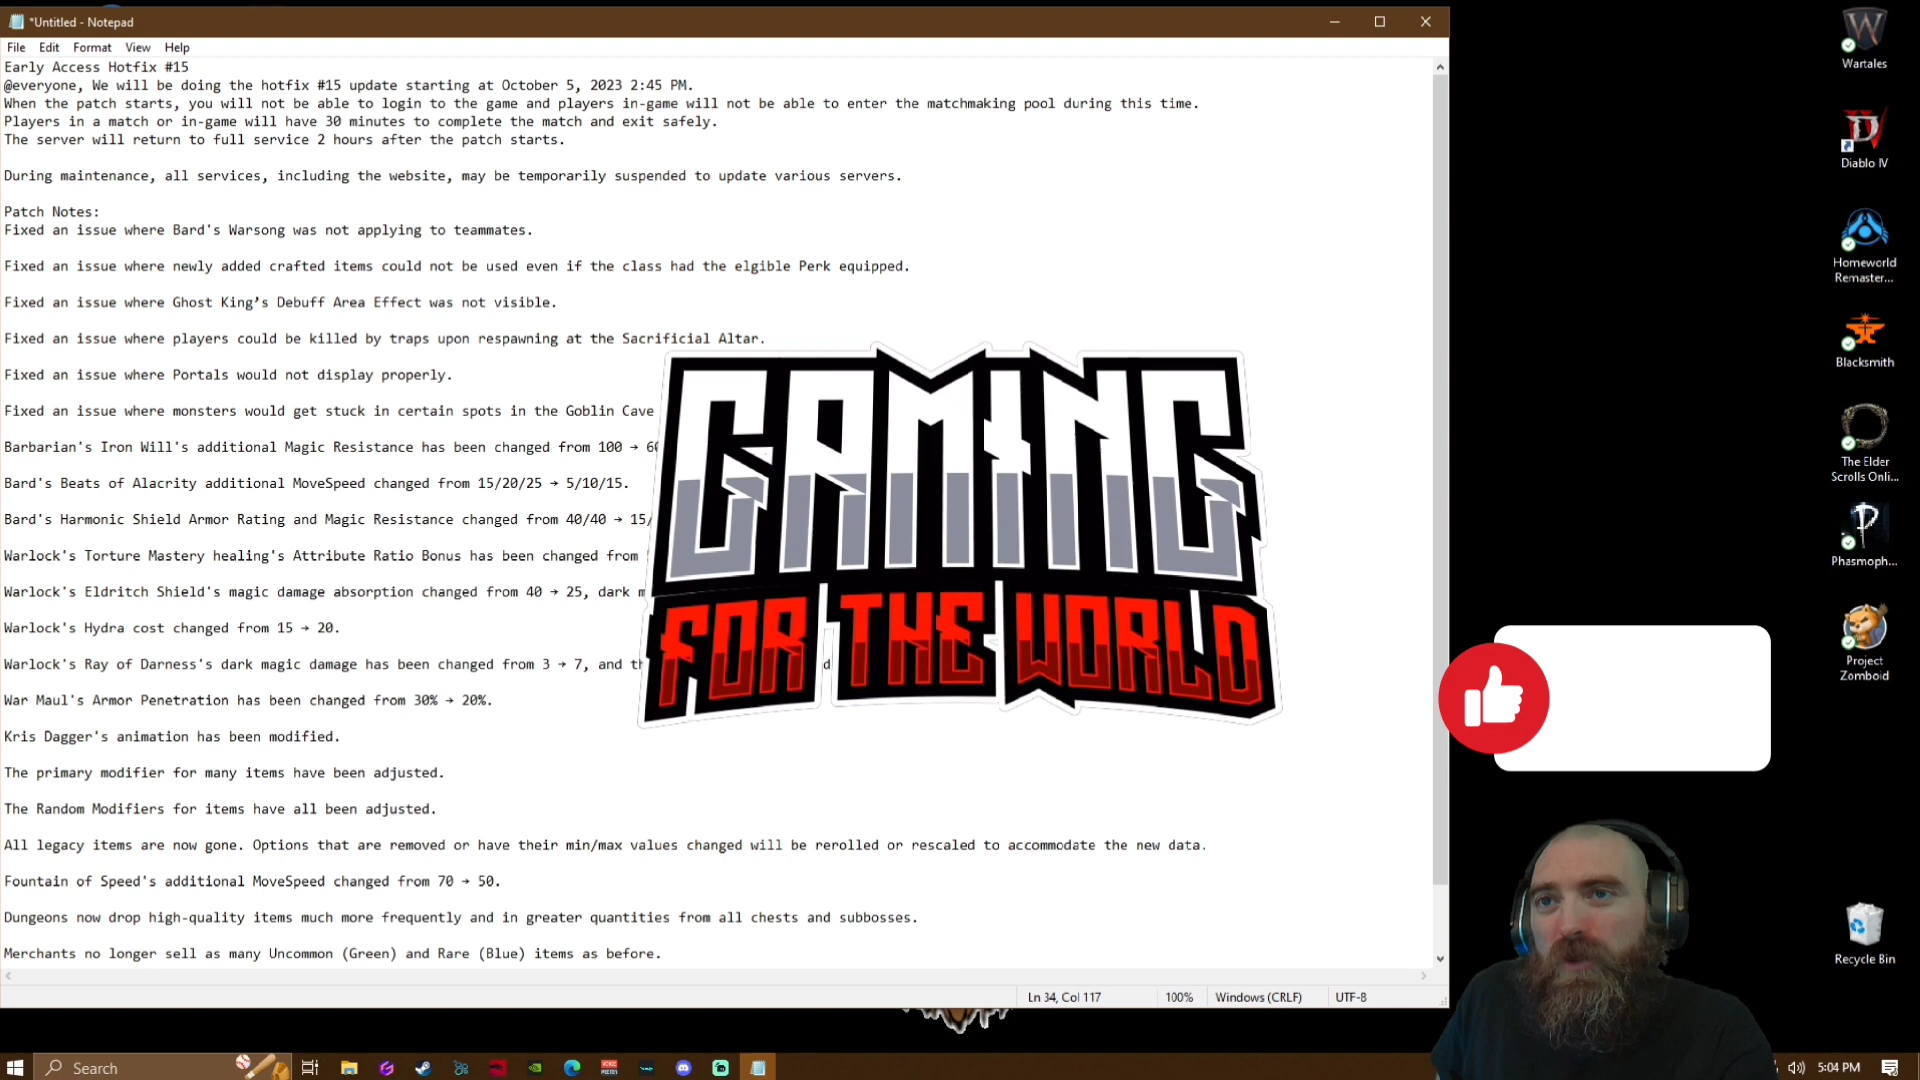 *Untitled - Notepad
File Edit Format View Help
Early Access Hotfix #15
@everyone, We will be doing the hotfix #15 update starting at October 5, 2023 2:45 PM.
When the patch starts, you will not be able to login to the game and players in-game will not be able to enter the matchmaking pool during this time.
Players in a match or in-game will have 30 minutes to complete the match and exit safely.
The server will return to full service 2 hours after the patch starts.
During maintenance, all services, including the website, may be temporarily suspended to update various servers.
Patch Notes:
Fixed an issue where Bard's Warsong was not applying to teammates.
Fixed an issue where newly added crafted items could not be used even if the class had the elgible Perk equipped.
Fixed an issue where Ghost King’s Debuff Area Effect was not visible.
Fixed an issue where players could be killed by traps upon respawning at the Sacrificial Altar.
Fixed an issue where Portals would not display properly.
Fixed an issue where monsters would get stuck in certain spots in the Goblin Cave
Barbarian's Iron Will's additional Magic Resistance has been changed from 100 →
Bard's Beats of Alacrity additional MoveSpeed changed from 15/20/25 → 5/10/15.
Bard's Harmonic Shield Armor Rating and Magic Resistance changed from 40/40 → 15/
Warlock's Torture Mastery healing's Attribute Ratio Bonus has been changed from
Warlock's Eldritch Shield's magic damage absorption changed from 40 → 25, dark
Warlock's Hydra cost changed from 15 → 20.
Warlock's Ray of Darness's dark magic damage has been changed from 3 → 7, and
War Maul's Armor Penetration has been changed from 30% → 20%.
Kris Dagger's animation has been modified.
The primary modifier for many items have been adjusted.
The Random Modifiers for items have all been adjusted.
All legacy items are now gone. Options that are removed or have their min/max values changed will be rerolled or rescaled to accommodate the new data.
Fountain of Speed's additional MoveSpeed changed from 70 → 50.
Dungeons now drop high-quality items much more frequently and in greater quantities from all chests and subbosses.
Merchants no longer sell as many Uncommon (Green) and Rare (Blue) items as before.
Ln 34, Col 117 100% Windows (CRLF) UTF-8
GAMING
FOR THE WORLD
Wartales
Diablo IV
Homeworld
Remaster...
Blacksmith
The Elder
Scrolls Onli...
Phasmoph...
Project
Zomboid
Recycle Bin
Search
5:04 PM